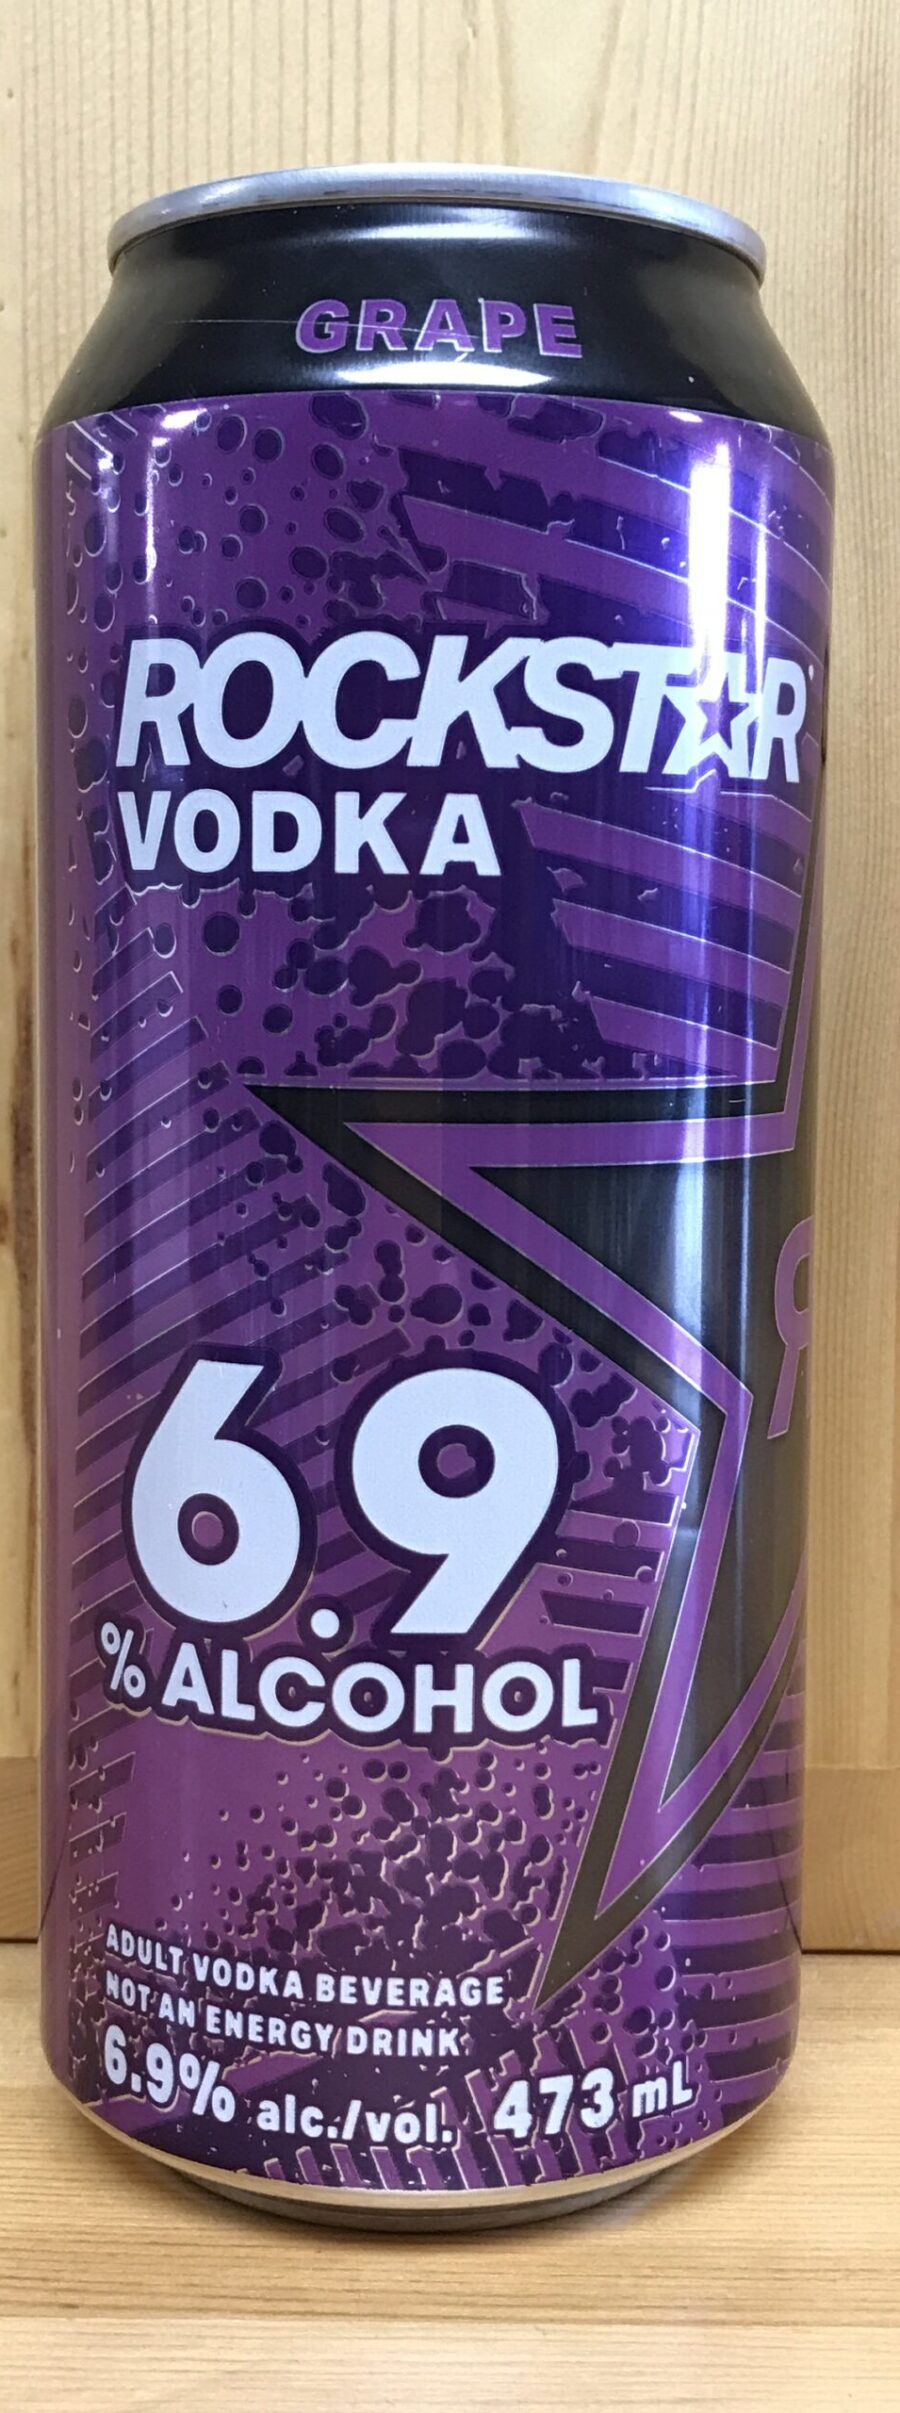 GRAPE
ROCKSTAR
VODKA
6.9
% ALCOHOL
ADULT VODKA BEVERAGE
NOT AN ENERGY DRINK
6.9% alc./vol. 473 mL
R